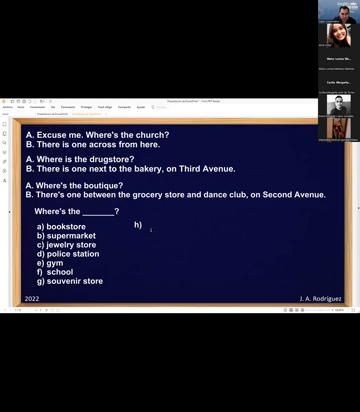 A. Excuse me. Where's the church?
B. There is one across from here.
A. Where is the drugstore?
B. There is one next to the bakery, on Third Avenue.
A. Where's the boutique?
B. There's one between the grocery store and dance club, on Second Avenue.
Where's the _______?
a) bookstore
h)
b) supermarket
c) jewelry store
d) police station
e) gym
f) school
g) souvenir store
2022
J. A. Rodríguez